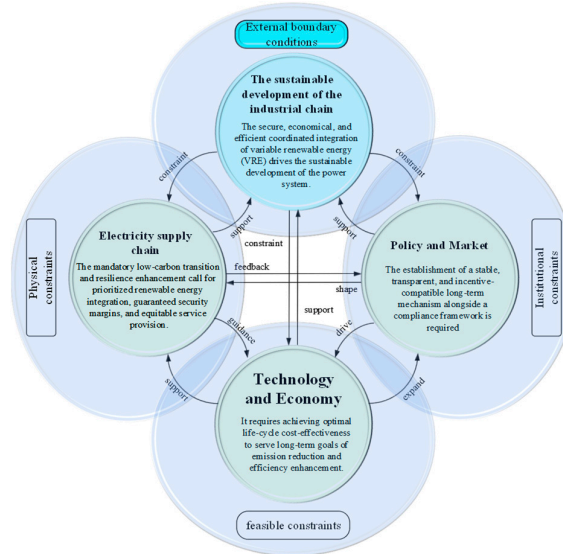 External boundary
conditions
The sustainable
development of the
industrial chain
The secure, economical, and
efficient coordinated integration
of variable renewable energy
(VRE) drives the sustainable
development of the power
system.
constraint
constraint
support
support
Physical constraints
Electricity supply
chain
The mandatory low-carbon transition
and resilience enhancement call for
prioritized renewable energy
integration, guaranteed security
margins, and equitable service
provision.
constraint
feedback
shape
support
Policy and Market
The establishment of a stable,
transparent, and incentive-
compatible long-term
mechanism alongside a
compliance framework is
required
Institutional
constraints
guidance
drive
support
expand
Technology
and Economy
It requires achieving optimal
life-cycle cost-effectiveness
to serve long-term goals of
emission reduction and
efficiency enhancement.
feasible constraints